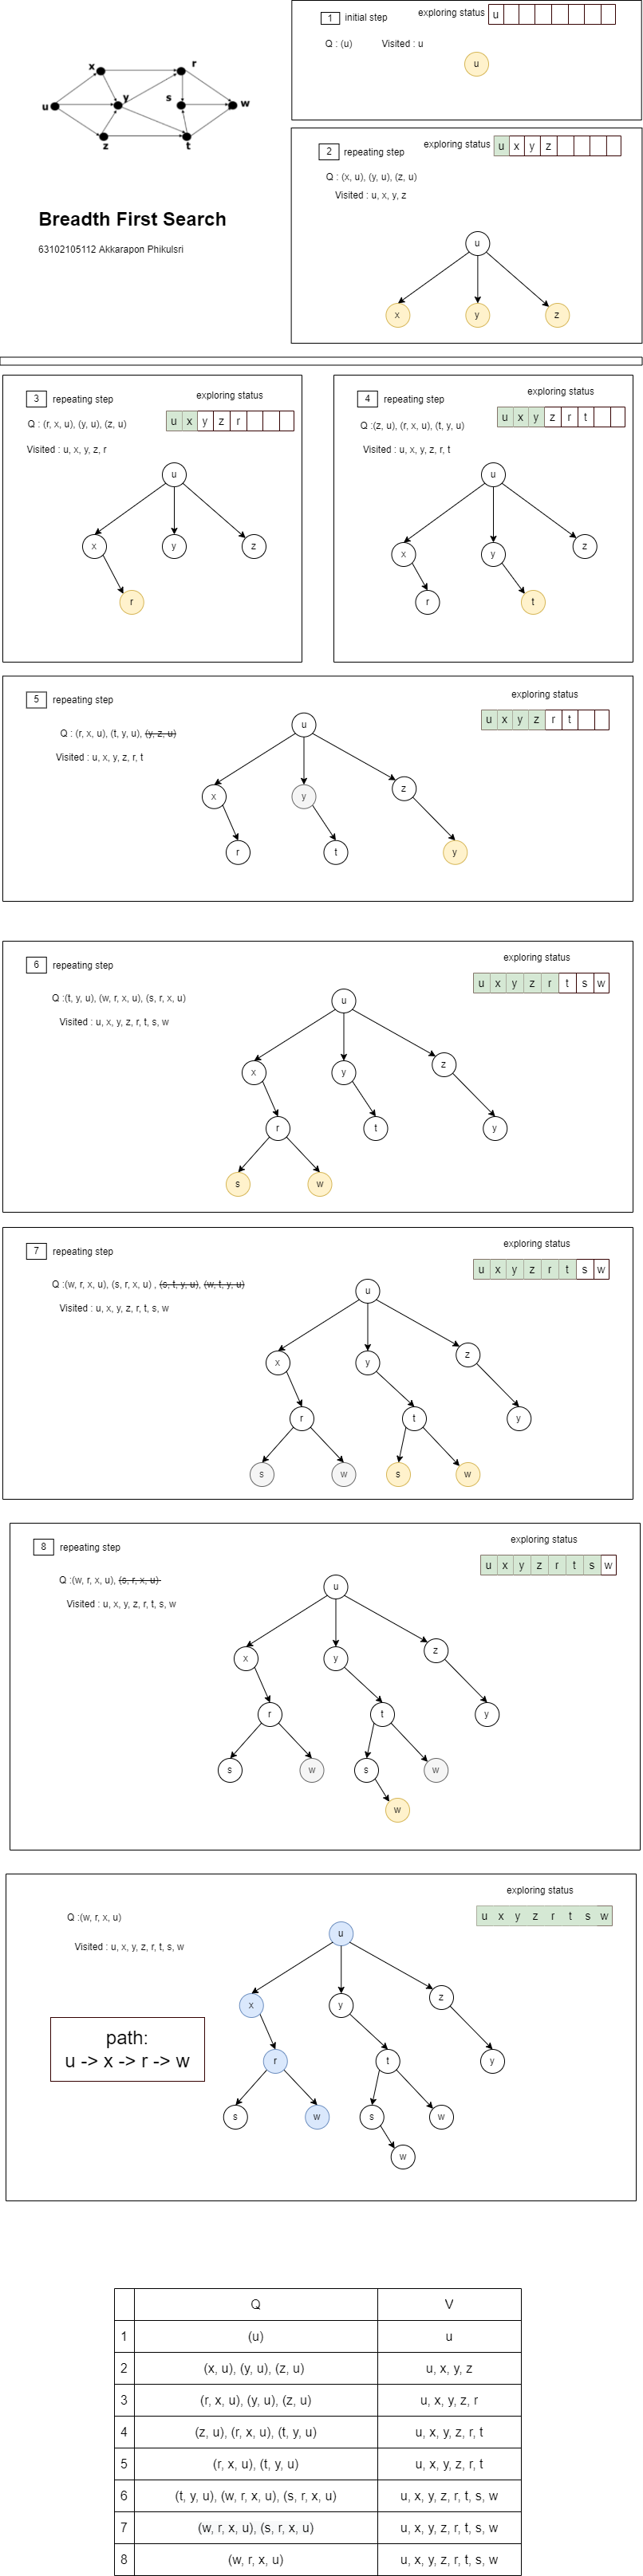 x
r
u
y
s
w
z
t
Breadth First Search
63102105112 Akkarapon Phikulsri
1 initial step
exploring status u
Q : (u) Visited : u
u
2 repeating step
exploring status u x y z
Q : (x, u), (y, u), (z, u)
Visited : u, x, y, z
u
x y z
3 repeating step
exploring status
u x y z r
Q : (r, x, u), (y, u), (z, u)
Visited : u, x, y, z, r
u
x y z
r
4 repeating step
exploring status
u x y z r t
Q :(z, u), (r, x, u), (t, y, u)
Visited : u, x, y, z, r, t
u
x y z
r t
5 repeating step
exploring status
u x y z r t
Q : (r, x, u), (t, y, u), (y, z, u)
Visited : u, x, y, z, r, t
u
x y z
r t y
6 repeating step
exploring status
u x y z r t s w
Q :(t, y, u), (w, r, x, u), (s, r, x, u)
Visited : u, x, y, z, r, t, s, w
u
x y z
r t y
s w
7 repeating step
exploring status
u x y z r t s w
Q :(w, r, x, u), (s, r, x, u) , (s, t, y, u), (w, t, y, u)
Visited : u, x, y, z, r, t, s, w
u
x y z
r t y
s w s w
8 repeating step
exploring status
u x y z r t s w
Q :(w, r, x, u), (s, r, x, u)
Visited : u, x, y, z, r, t, s, w
u
x y z
r t y
s w s w
w
exploring status
u x y z r t s w
Q :(w, r, x, u)
Visited : u, x, y, z, r, t, s, w
u
x y z
r t y
s w s w
w
path:
u -> x -> r -> w
Q V
1 (u) u
2 (x, u), (y, u), (z, u) u, x, y, z
3 (r, x, u), (y, u), (z, u) u, x, y, z, r
4 (z, u), (r, x, u), (t, y, u) u, x, y, z, r, t
5 (r, x, u), (t, y, u) u, x, y, z, r, t
6 (t, y, u), (w, r, x, u), (s, r, x, u) u, x, y, z, r, t, s, w
7 (w, r, x, u), (s, r, x, u) u, x, y, z, r, t, s, w
8 (w, r, x, u) u, x, y, z, r, t, s, w